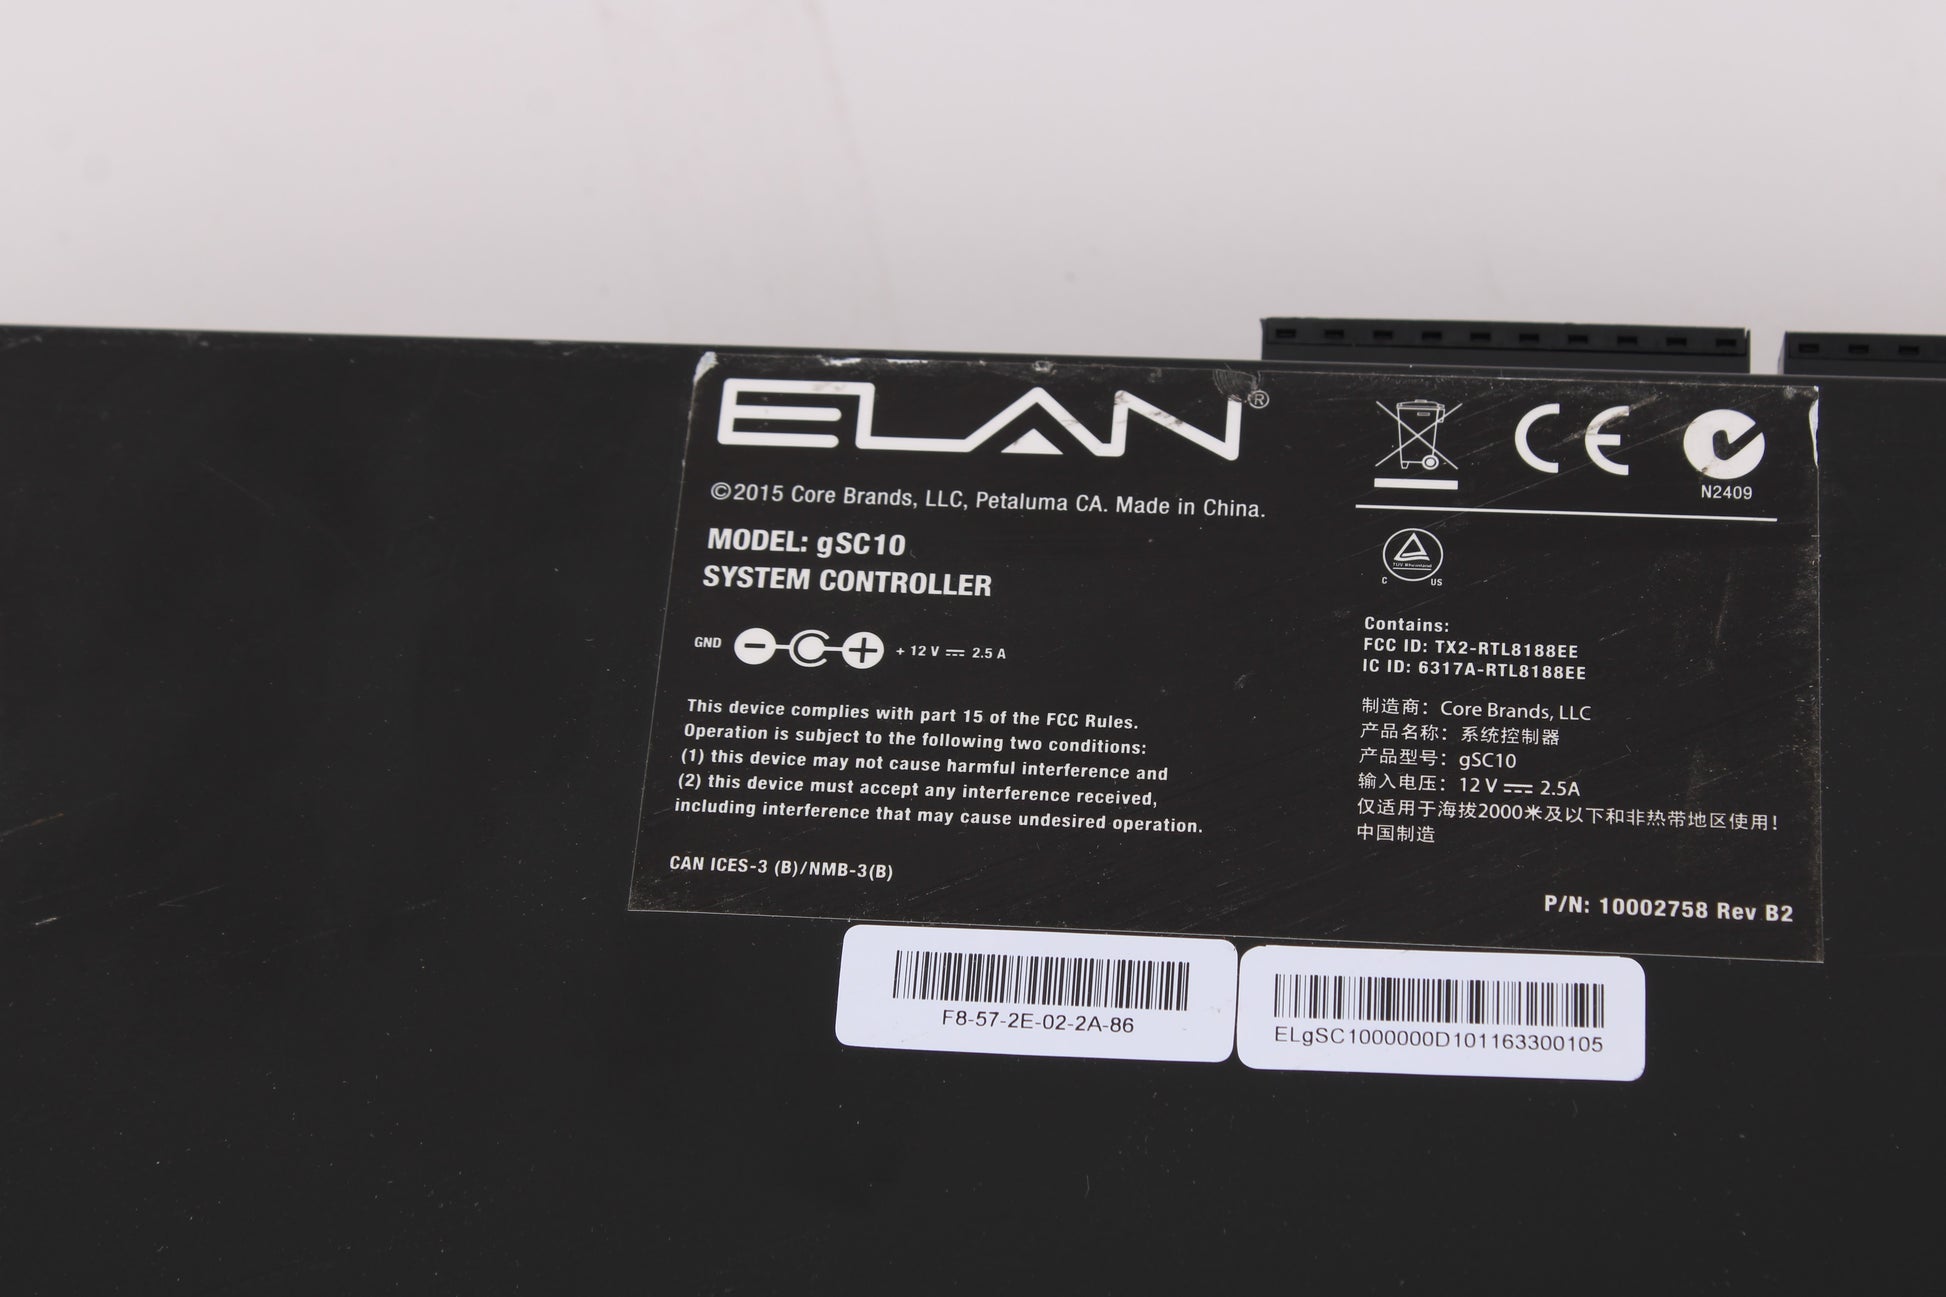 ELAN®
©2015 Core Brands, LLC, Petaluma CA. Made in China.
MODEL: gSC10
SYSTEM CONTROLLER
GND + 12 V 2.5 A
This device complies with part 15 of the FCC Rules.
Operation is subject to the following two conditions:
(1) this device may not cause harmful interference and
(2) this device must accept any interference received,
including interference that may cause undesired operation.
CAN ICES-3 (B)/NMB-3(B)
CE
N2409
TÜV Rheinland
C US
Contains:
FCC ID: TX2-RTL8188EE
IC ID: 6317A-RTL8188EE
制造商： Core Brands, LLC
产品名称： 系统控制器
产品型号： gSC10
输入电压： 12 V 2.5A
仅适用于海拔2000米及以下和非热带地区使用！
中国制造
P/N: 10002758 Rev B2
F8-57-2E-02-2A-86
ELgSC1000000D101163300105